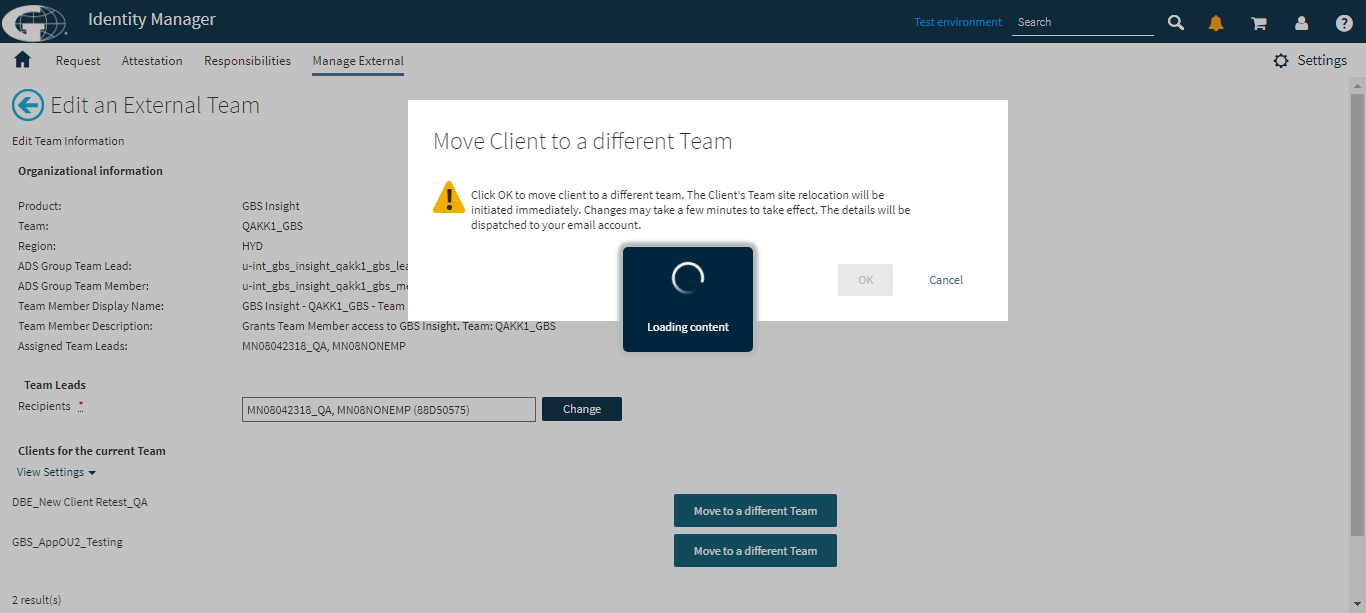 Identity Manager
Test environment
Search
Request
Attestation
Responsibilities
Manage External
Settings
Edit an External Team
Edit Team Information
Organizational information
Product: GBS Insight
Team: QAKK1_GBS
Region: HYD
ADS Group Team Lead: u-int_gbs_insight_qakk1_gbs_lea
ADS Group Team Member: u-int_gbs_insight_qakk1_gbs_me
Team Member Display Name: GBS Insight - QAKK1_GBS - Team
Team Member Description: Grants Team Member access to GBS Insight. Team: QAKK1_GBS
Assigned Team Leads: MN08042318_QA, MN08NONEMP
Team Leads
Recipients * MN08042318_QA, MN08NONEMP (88D50575) Change
Clients for the current Team
View Settings
DBE_New Client Retest_QA Move to a different Team
GBS_AppOU2_Testing Move to a different Team
2 result(s)
Move Client to a different Team
Click OK to move client to a different team. The Client's Team site relocation will be
initiated immediately. Changes may take a few minutes to take effect. The details will be
dispatched to your email account.
OK
Cancel
Loading content